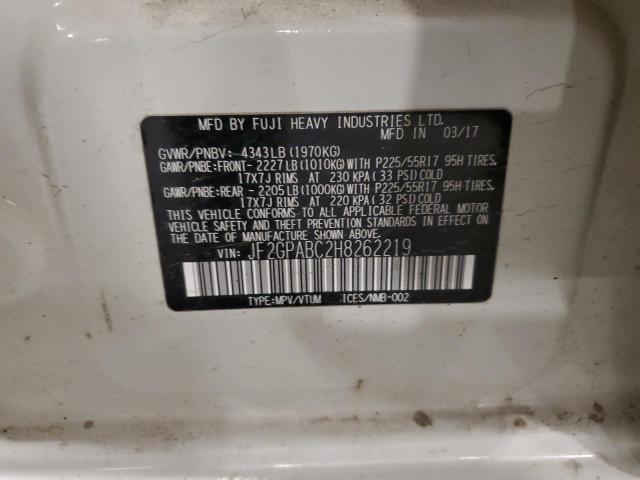 MFD BY FUJI HEAVY INDUSTRIES LTD.
MFD IN 03/17
GVWR/PNBV: 4343LB (1970KG)
GAWR/PNBE:FRONT- 2227LB (1010KG) WITH P225/55R17 95H TIRES.
17X7J RIMS AT 230 KPA (33 PSI) COLD
GAWR/PNBE:REAR - 2205LB (1000KG) WITH P225/55R17 95H TIRES.
17X7J RIMS AT 220 KPA (32 PSI) COLD
THIS VEHICLE CONFORMS TO ALL APPLICABLE FEDERAL MOTOR
VEHICLE SAFETY AND THEFT PREVENTION STANDARDS IN EFFECT ON
THE DATE OF MANUFACTURE SHOWN ABOVE.
VIN: JF2GPABC2H8262219
TYPE:MPV/VTUM ICES/NMB-002